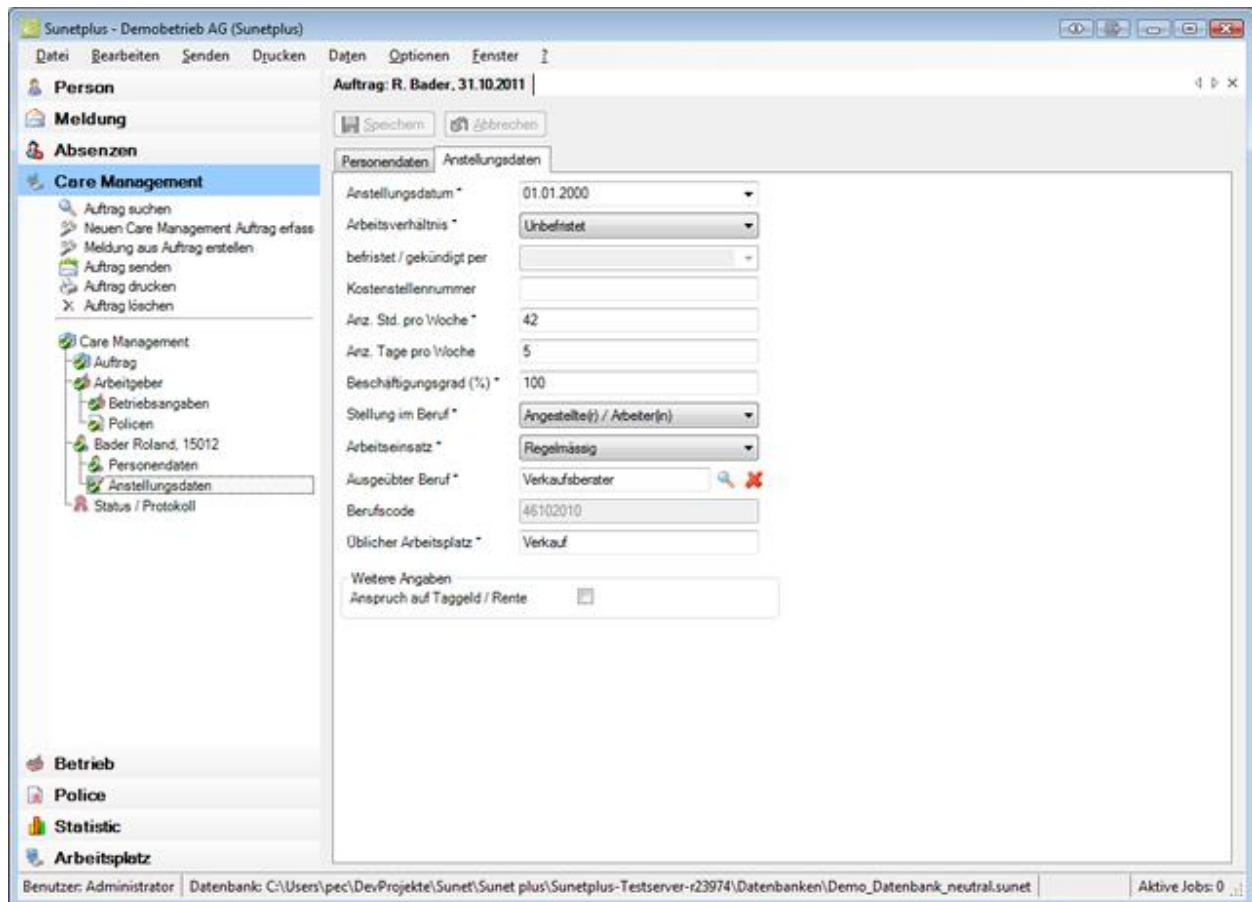 Sunetplus - Demobetrieb AG (Sunetplus)
Datei Bearbeiten Senden Drucken Daten Optionen Fenster ?
Person
Meldung
Absenzen
Care Management
Auftrag suchen
Neuen Care Management Auftrag erfass
Meldung aus Auftrag erstellen
Auftrag senden
Auftrag drucken
Auftrag löschen
Care Management
Auftrag
Arbeitgeber
Betriebsangaben
Policen
Bader Roland, 15012
Personendaten
Anstellungsdaten
Status / Protokoll
Betrieb
Police
Statistic
Arbeitsplatz
Auftrag: R. Bader, 31.10.2011
Speichern Abbrechen
Personendaten Anstellungsdaten
Anstellungsdatum * 01.01.2000
Arbeitsverhältnis * Unbefristet
befristet / gekündigt per
Kostenstellennummer
Anz. Std. pro Woche * 42
Anz. Tage pro Woche 5
Beschäftigungsgrad (%) * 100
Stellung im Beruf * Angestellte(r) / Arbeiter(in)
Arbeitseinsatz * Regelmässig
Ausgeübter Beruf * Verkaufsberater
Berufscode 46102010
Üblicher Arbeitsplatz * Verkauf
Weitere Angaben
Anspruch auf Taggeld / Rente
Benutzer: Administrator Datenbank: C:\Users\pec\DevProjekte\Sunet\Sunet plus\Sunetplus-Testserver-r23974\Datenbanken\Demo_Datenbank_neutral.sunet Aktive Jobs: 0